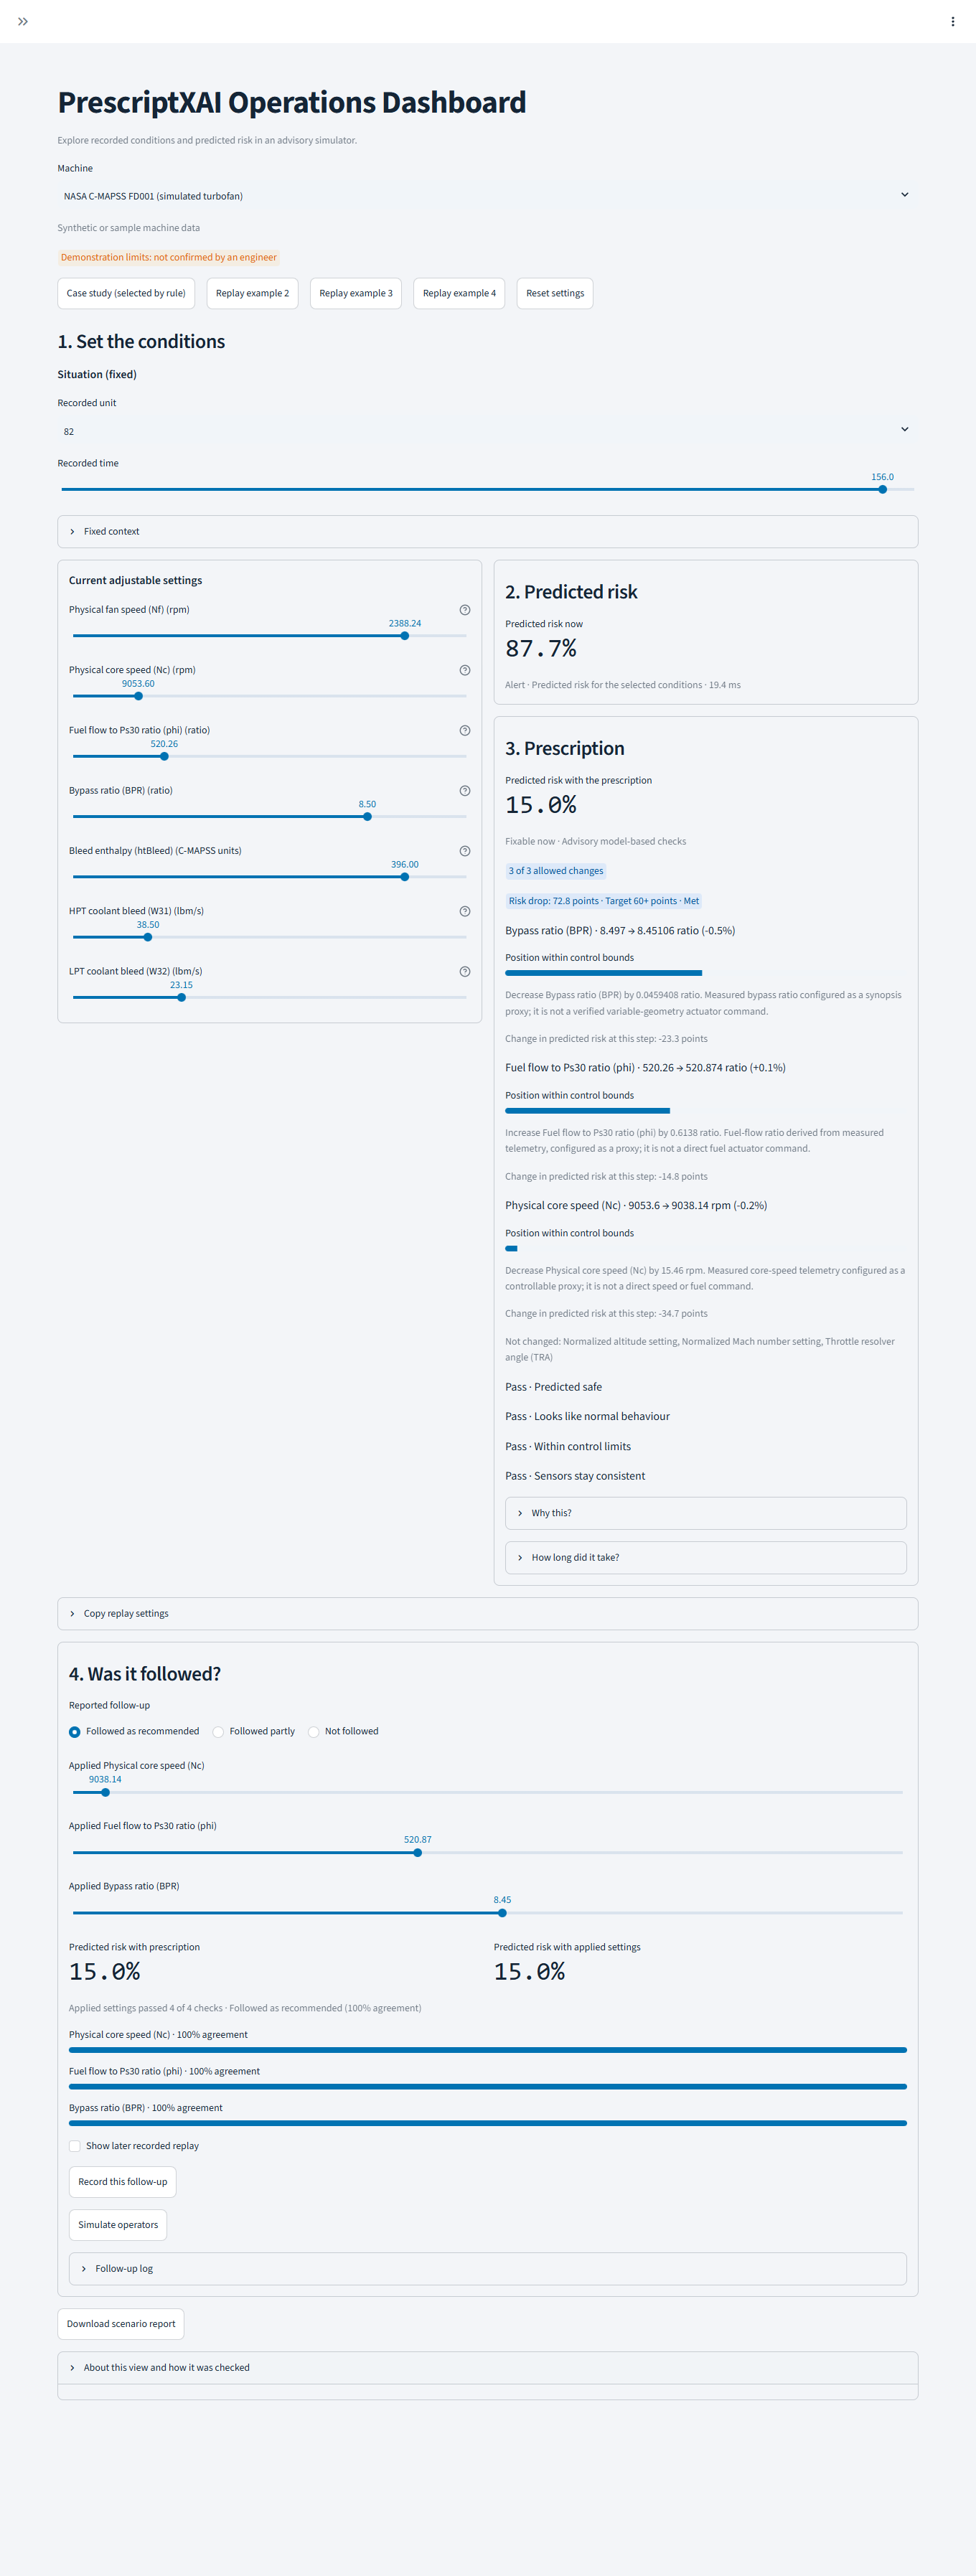 PrescriptXAI Operations Dashboard
Explore recorded conditions and predicted risk in an advisory simulator.
Machine
NASA C-MAPSS FD001 (simulated turbofan)
Synthetic or sample machine data
Demonstration limits: not confirmed by an engineer
Case study (selected by rule)
Replay example 2
Replay example 3
Replay example 4
Reset settings
1. Set the conditions
Situation (fixed)
Recorded unit
82
Recorded time
156.0
Fixed context
Current adjustable settings
Physical fan speed (Nf) (rpm)
2388.24
Physical core speed (Nc) (rpm)
9053.60
Fuel flow to Ps30 ratio (phi) (ratio)
520.26
Bypass ratio (BPR) (ratio)
8.50
Bleed enthalpy (htBleed) (C-MAPSS units)
396.00
HPT coolant bleed (W31) (lbm/s)
38.50
LPT coolant bleed (W32) (lbm/s)
23.15
2. Predicted risk
Predicted risk now
87.7%
Alert · Predicted risk for the selected conditions · 19.4 ms
3. Prescription
Predicted risk with the prescription
15.0%
Fixable now · Advisory model-based checks
3 of 3 allowed changes
Risk drop: 72.8 points · Target 60+ points · Met
Bypass ratio (BPR) · 8.497 → 8.45106 ratio (-0.5%)
Position within control bounds
Decrease Bypass ratio (BPR) by 0.0459408 ratio. Measured bypass ratio configured as a synopsis
proxy; it is not a verified variable-geometry actuator command.
Change in predicted risk at this step: -23.3 points
Fuel flow to Ps30 ratio (phi) · 520.26 → 520.874 ratio (+0.1%)
Position within control bounds
Increase Fuel flow to Ps30 ratio (phi) by 0.6138 ratio. Fuel-flow ratio derived from measured
telemetry, configured as a proxy; it is not a direct fuel actuator command.
Change in predicted risk at this step: -14.8 points
Physical core speed (Nc) · 9053.6 → 9038.14 rpm (-0.2%)
Position within control bounds
Decrease Physical core speed (Nc) by 15.46 rpm. Measured core-speed telemetry configured as a
controllable proxy; it is not a direct speed or fuel command.
Change in predicted risk at this step: -34.7 points
Not changed: Normalized altitude setting, Normalized Mach number setting, Throttle resolver
angle (TRA)
Pass · Predicted safe
Pass · Looks like normal behaviour
Pass · Within control limits
Pass · Sensors stay consistent
Why this?
How long did it take?
Copy replay settings
4. Was it followed?
Reported follow-up
Followed as recommended
Followed partly
Not followed
Applied Physical core speed (Nc)
9038.14
Applied Fuel flow to Ps30 ratio (phi)
520.87
Applied Bypass ratio (BPR)
8.45
Predicted risk with prescription
15.0%
Predicted risk with applied settings
15.0%
Applied settings passed 4 of 4 checks · Followed as recommended (100% agreement)
Physical core speed (Nc) · 100% agreement
Fuel flow to Ps30 ratio (phi) · 100% agreement
Bypass ratio (BPR) · 100% agreement
Show later recorded replay
Record this follow-up
Simulate operators
Follow-up log
Download scenario report
About this view and how it was checked